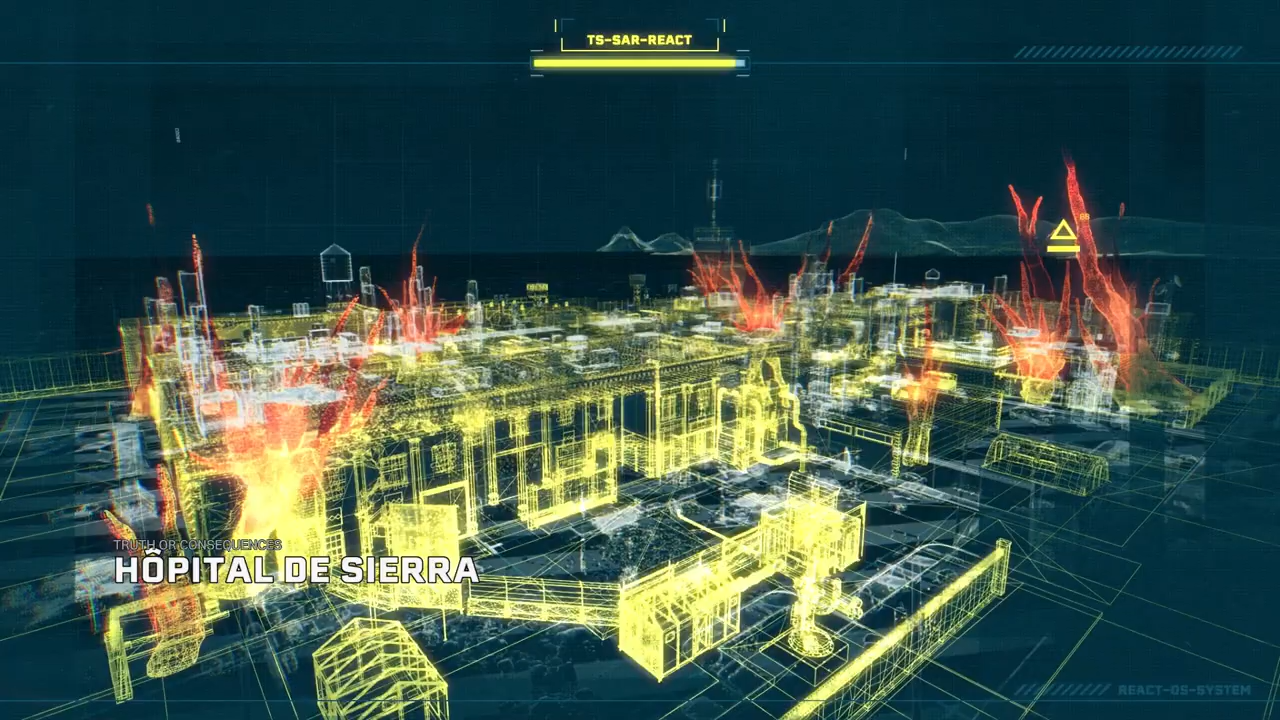 TS-SAR-REACT
TRUTH OR CONSEQUENCES
HÔPITAL DE SIERRA
REACT-OS-SYSTEM